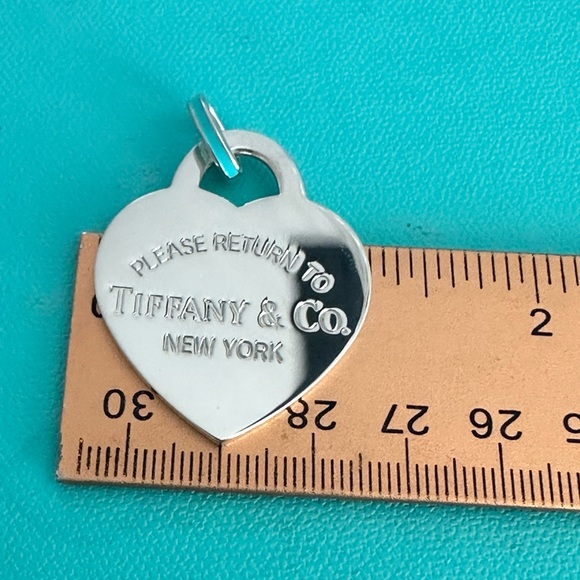 PLEASE RETURN TO
TIFFANY & CO.
NEW YORK
2
30 28 27 26